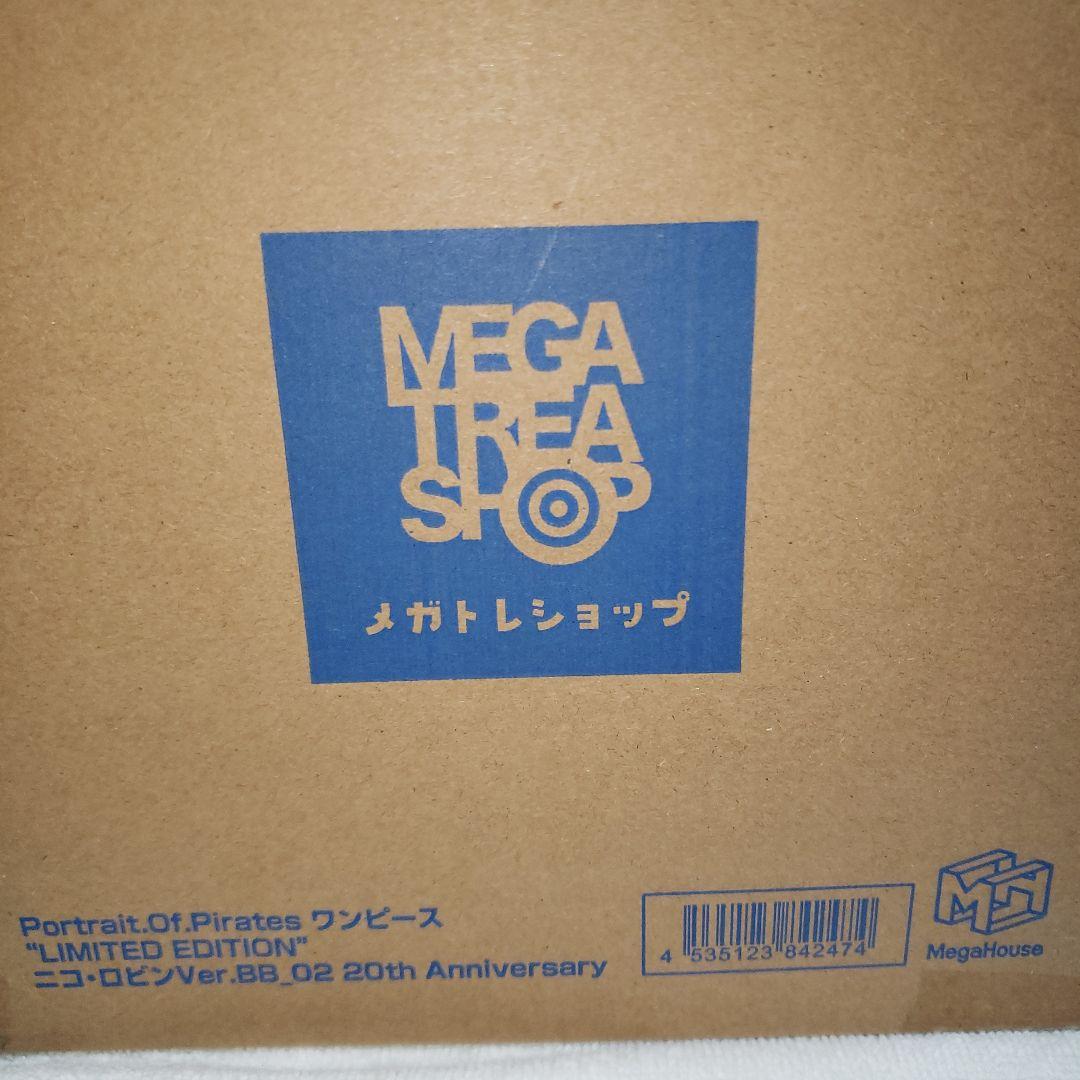 MEGA
TREA
SHOP
メガトレショップ
Portrait.Of.Pirates ワンピース
"LIMITED EDITION"
ニコ・ロビンVer.BB_02 20th Anniversary
4 535123 842474
MH
MegaHouse